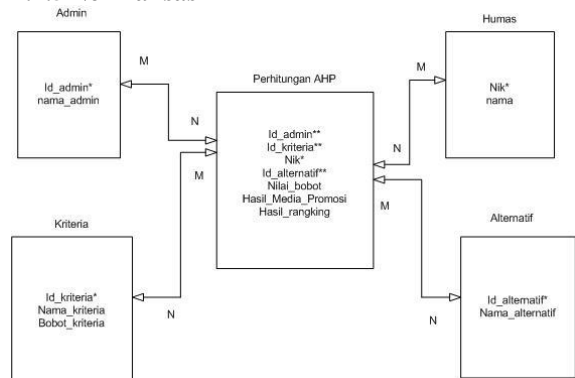 Admin
Id_admin*
nama_admin
M
N
Humas
Nik*
nama
M
N
Perhitungan AHP
Id_admin**
Id_kriteria**
Nik*
Id_alternatif**
Nilai_bobot
Hasil_Media_Promosi
Hasil_rangking
M
N
Kriteria
Id_kriteria*
Nama_kriteria
Bobot_kriteria
M
N
Alternatif
Id_alternatif*
Nama_alternatif